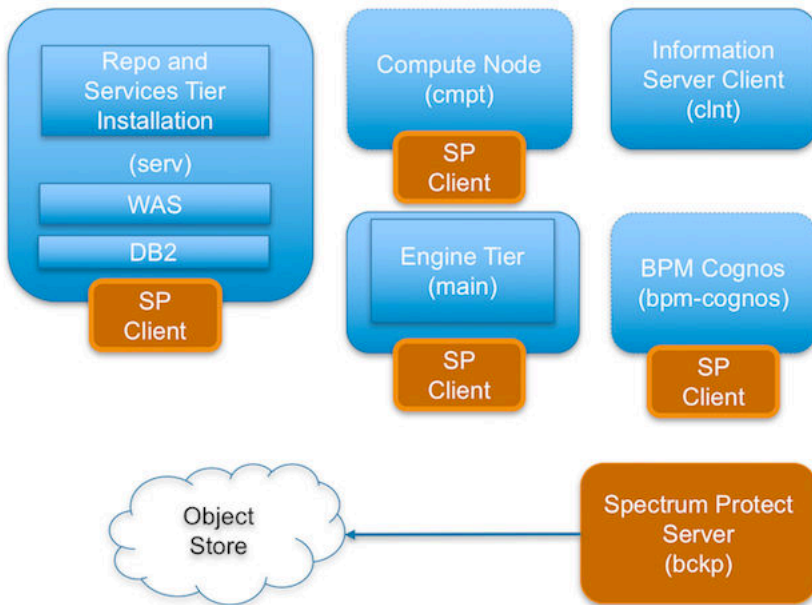 Repo and
Services Tier
Installation
(serv)
WAS
DB2
SP
Client
Compute Node
(cmpt)
SP
Client
Information
Server Client
(clnt)
Engine Tier
(main)
SP
Client
BPM Cognos
(bpm-cognos)
SP
Client
Object
Store
Spectrum Protect
Server
(bckp)